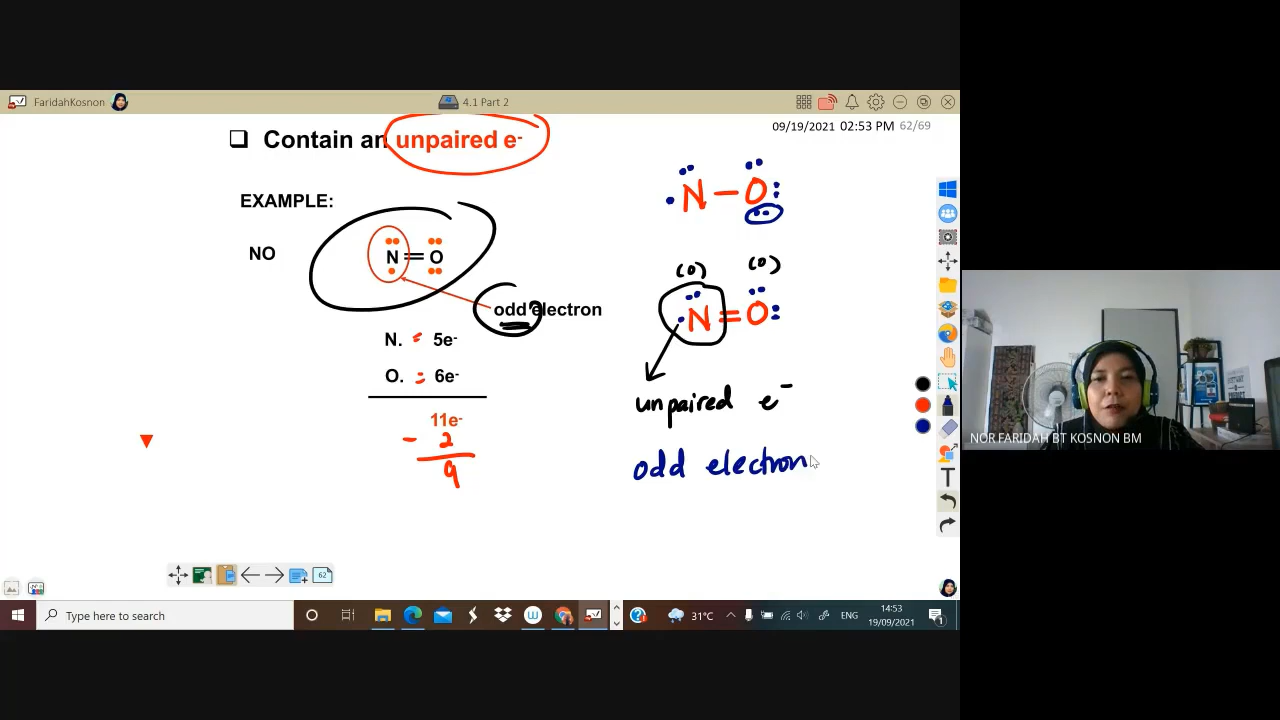 FaridahKosnon
4.1 Part 2
09/19/2021 02:53 PM 62/69
❑ Contain an unpaired e-
EXAMPLE:
NO
N = O
odd electron
N. = 5e-
O. = 6e-
11e-
- 2
9
N - O
(0) (0)
N = O
unpaired e-
odd electron
NOR FARIDAH BT KOSNON BM
T
62
Type here to search
31°C
ENG
14:53
19/09/2021